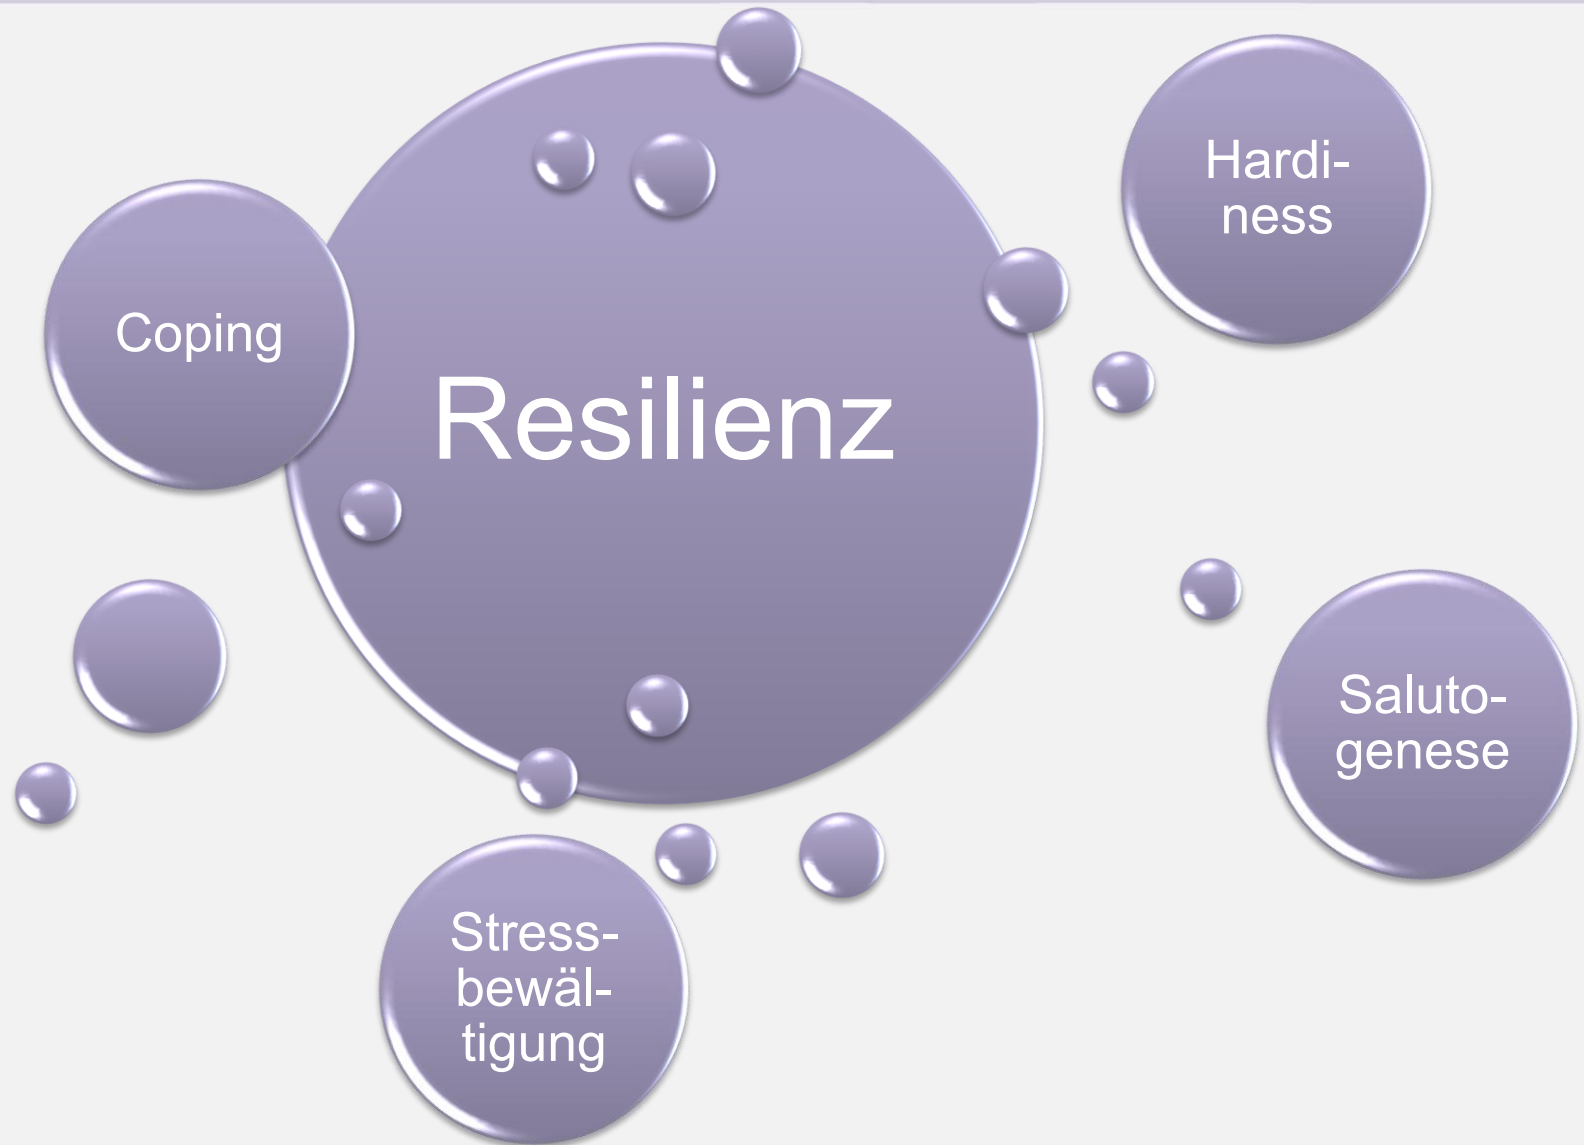 Hardi-
ness
Coping
Resilienz
Saluto-
genese
Stress-
bewäl-
tigung